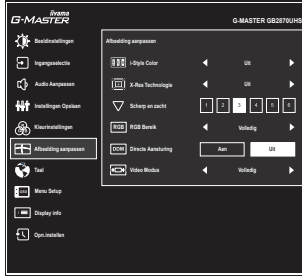 iiyama
G-MASTER
G-MASTER GB2870UHS
Beeldinstellingen
Ingangsselectie
Audio Aanpassen
Instellingen Opslaan
Kleurinstellingen
Afbeelding aanpassen
Taal
Menu Setup
Display info
Opn.instellen
Afbeelding aanpassen
i-Style Color Uit
X-Res Technologie Uit
Scherp en zacht 1 2 3 4 5 6
RGB RGB Bereik Volledig
DDM Directe Aansturing Aan Uit
Video Modus Volledig